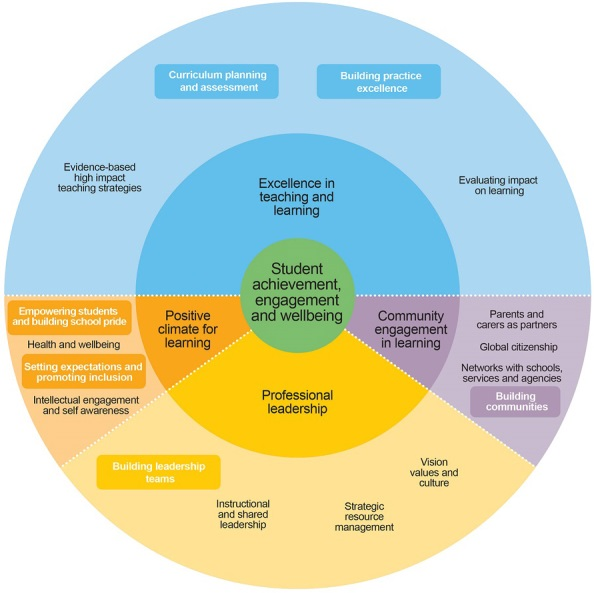 Curriculum planning
and assessment
Building practice
excellence
Evidence-based
high impact
teaching strategies
Excellence in
teaching and
learning
Evaluating impact
on learning
Student
achievement,
engagement
and wellbeing
Empowering students
and building school pride
Health and wellbeing
Setting expectations and
promoting inclusion
Intellectual engagement
and self awareness
Positive
climate for
learning
Community
engagement
in learning
Parents and
carers as partners
Global citizenship
Networks with schools,
services and agencies
Building
communities
Professional
leadership
Building leadership
teams
Instructional
and shared
leadership
Strategic
resource
management
Vision
values and
culture